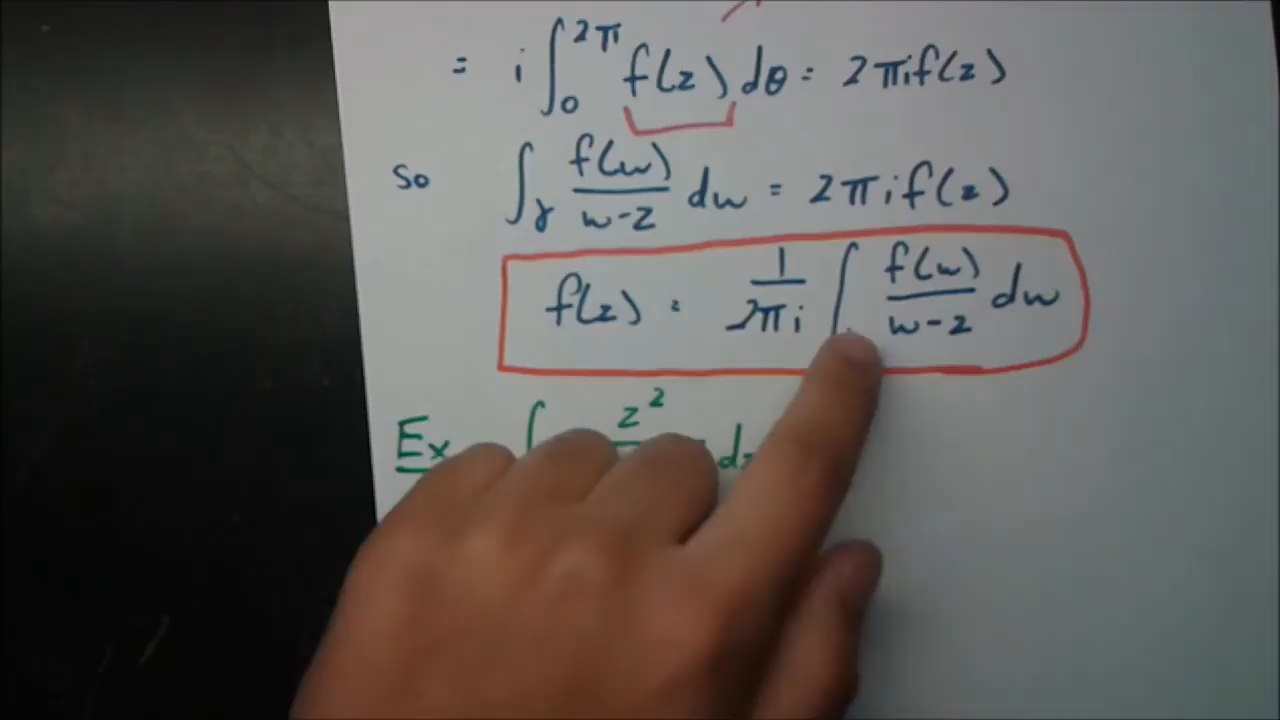 = i ∫₀^{2π} f(z) dθ = 2πi f(z)
so ∫_γ f(w)/(w-z) dw = 2πi f(z)
f(z) = 1/(2πi) ∫ f(w)/(w-z) dw
Ex ∫ z²